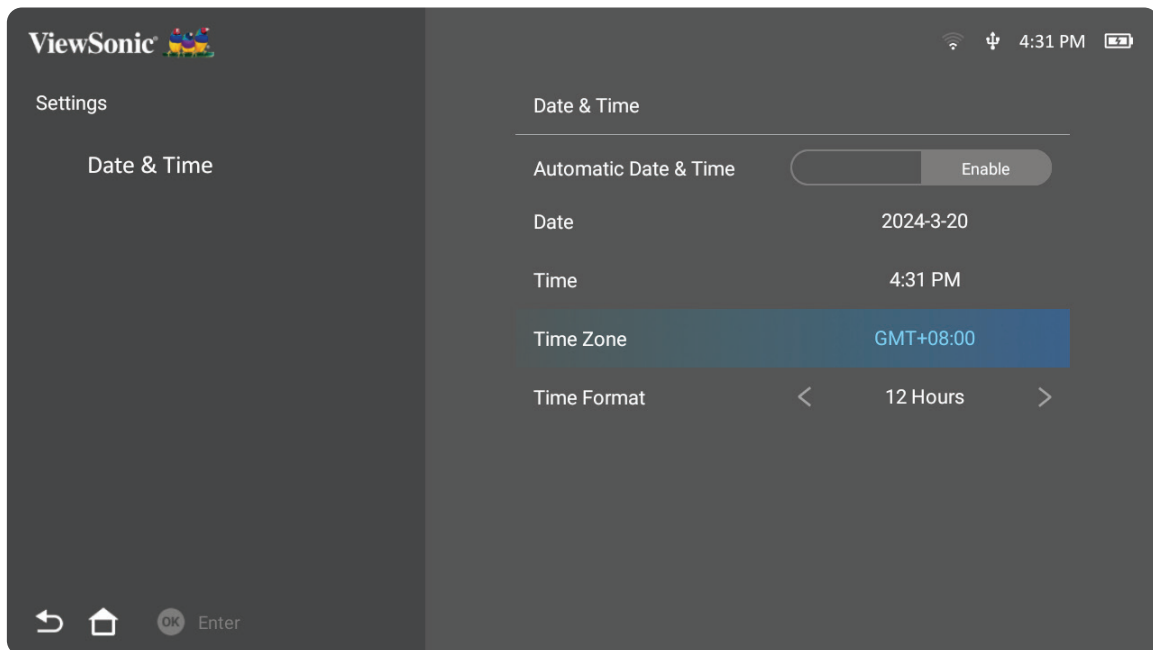 ViewSonic
4:31 PM
Settings
Date & Time
Date & Time
Automatic Date & Time Enable
Date 2024-3-20
Time 4:31 PM
Time Zone GMT+08:00
Time Format < 12 Hours >
OK Enter